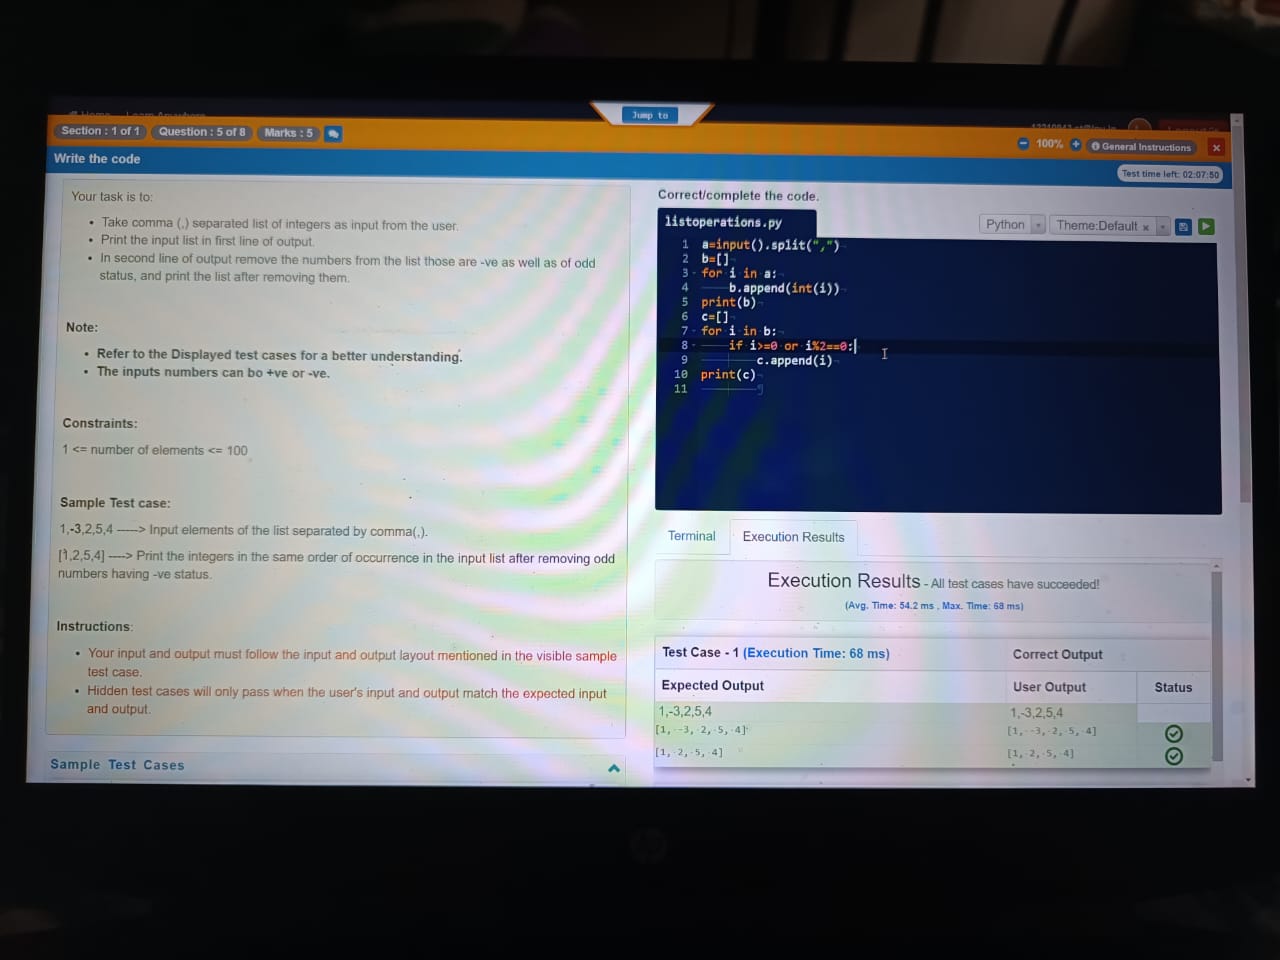 Home Learn Anywhere
Jump to
Section : 1 of 1 Question : 5 of 8 Marks : 5
100% General Instructions
Write the code
Test time left: 02:07:50
Your task is to:
• Take comma (,) separated list of integers as input from the user.
• Print the input list in first line of output.
• In second line of output remove the numbers from the list those are -ve as well as of odd
status, and print the list after removing them.
Note:
• Refer to the Displayed test cases for a better understanding.
• The inputs numbers can bo +ve or -ve.
Constraints:
1 <= number of elements <= 100
Sample Test case:
1,-3,2,5,4 -----> Input elements of the list separated by comma(,).
[1,2,5,4] ----> Print the integers in the same order of occurrence in the input list after removing odd
numbers having -ve status.
Instructions:
• Your input and output must follow the input and output layout mentioned in the visible sample
test case.
• Hidden test cases will only pass when the user's input and output match the expected input
and output.
Sample Test Cases
Correct/complete the code.
listoperations.py
Python Theme:Default ×
1 a=input().split(",")
2 b=[]
3 for i in a:
4 b.append(int(i))
5 print(b)
6 c=[]
7 for i in b:
8 if i>=0 or i%2==0:
9 c.append(i)
10 print(c)
11
Terminal Execution Results
Execution Results - All test cases have succeeded!
(Avg. Time: 54.2 ms , Max. Time: 68 ms)
Test Case - 1 (Execution Time: 68 ms) Correct Output
Expected Output User Output Status
1,-3,2,5,4 1,-3,2,5,4
[1, -3, 2, 5, 4] [1, -3, 2, 5, 4]
[1, 2, 5, 4] [1, 2, 5, 4]